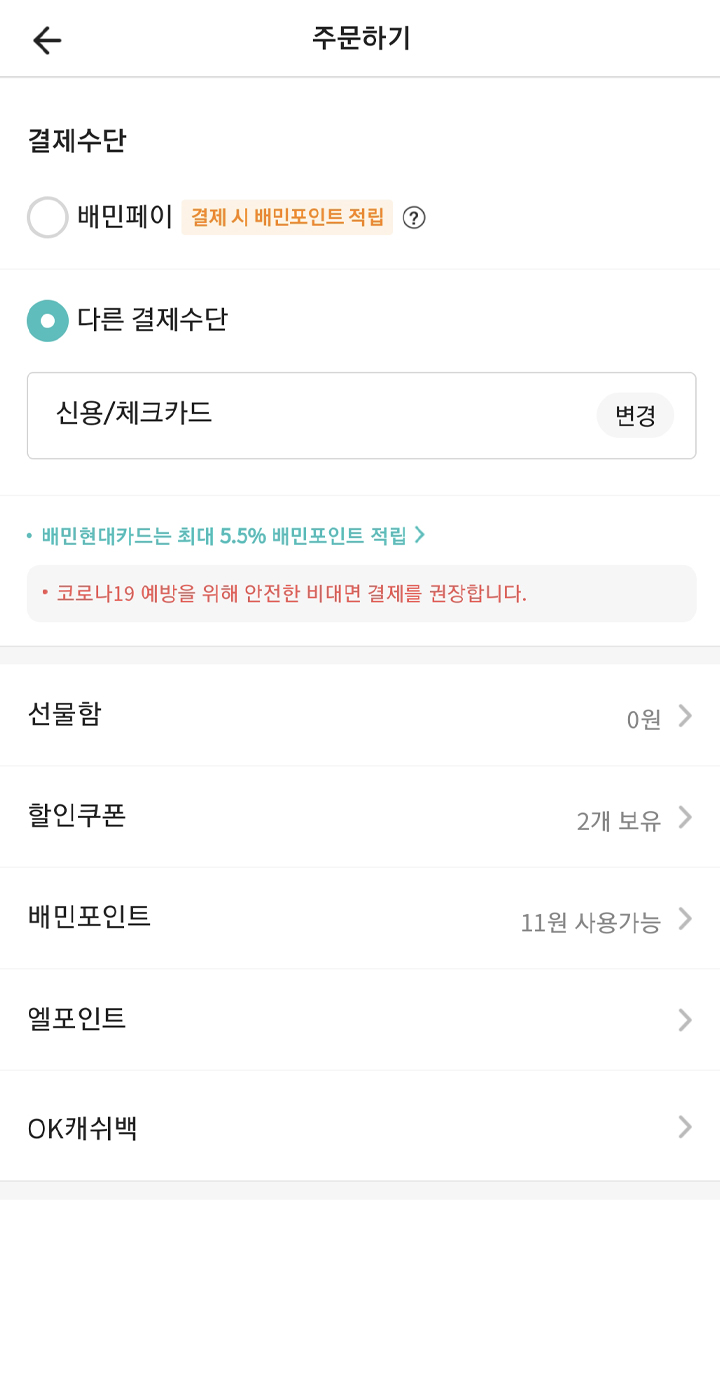 주문하기
결제수단
배민페이 결제 시 배민포인트 적립 ?
다른 결제수단
신용/체크카드 변경
• 배민현대카드는 최대 5.5% 배민포인트 적립 >
• 코로나19 예방을 위해 안전한 비대면 결제를 권장합니다.
선물함 0원
할인쿠폰 2개 보유
배민포인트 11원 사용가능
엘포인트
OK캐쉬백